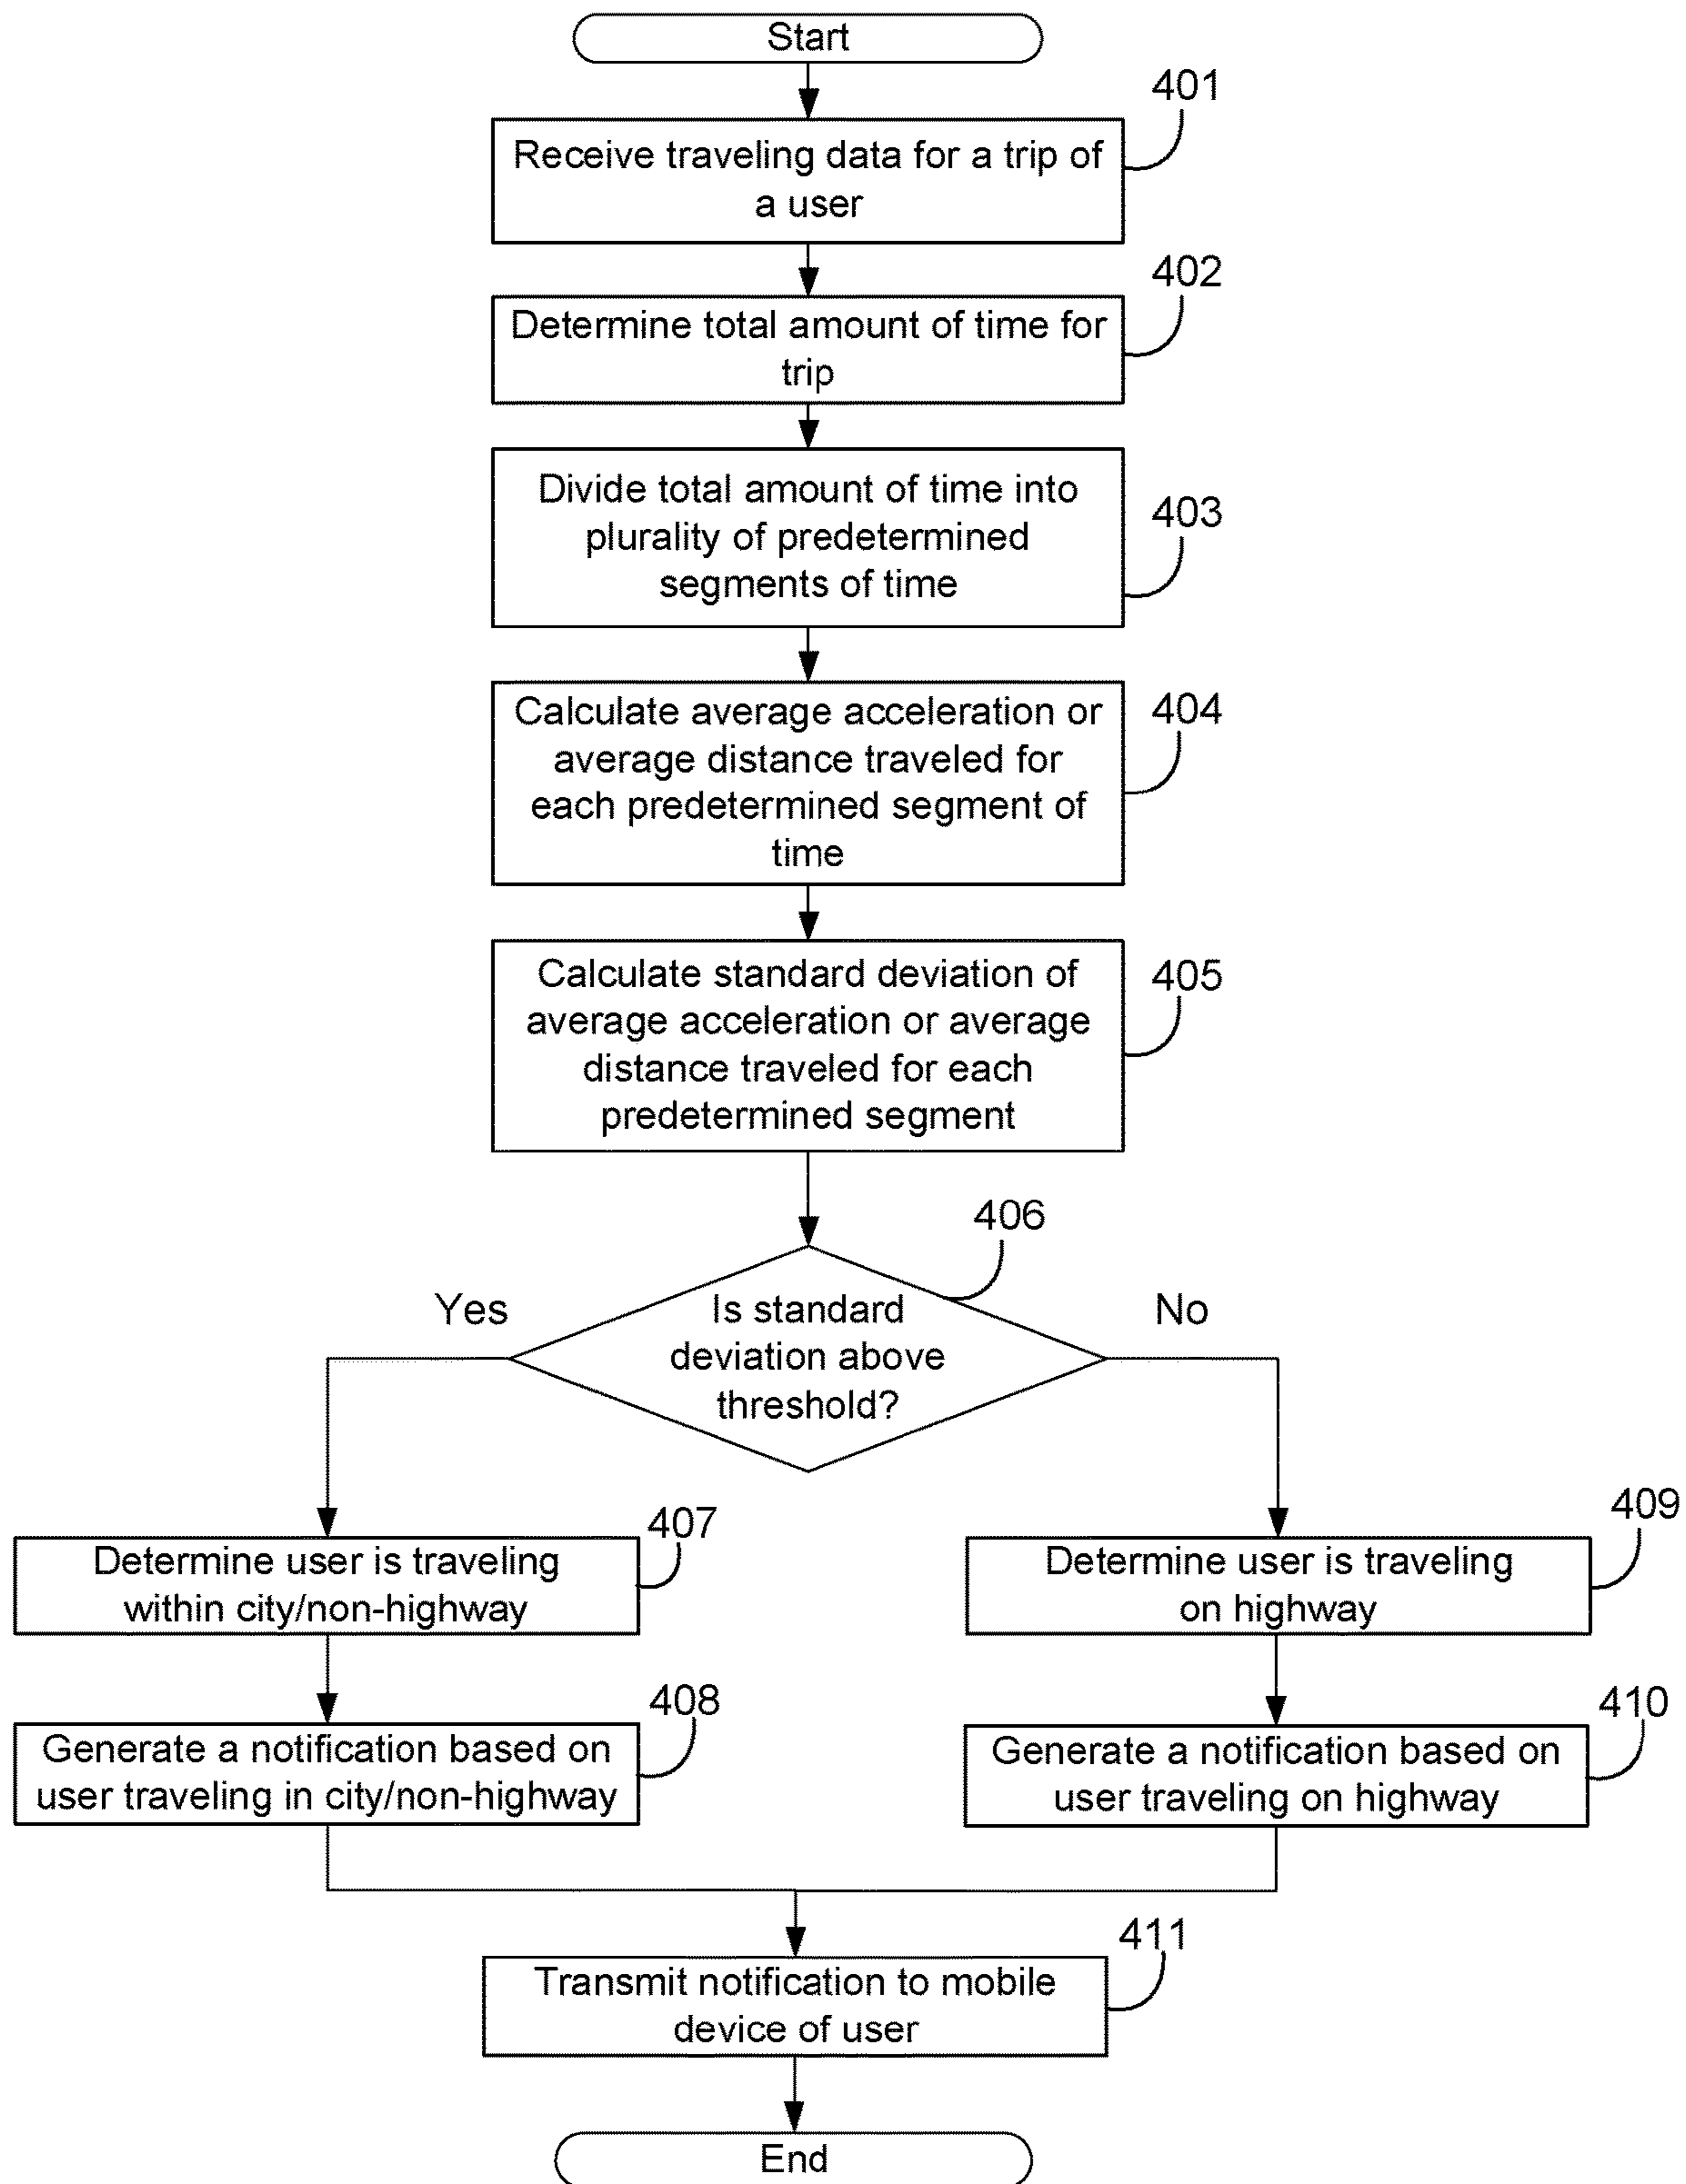 Start
401
Receive traveling data for a trip of
a user
402
Determine total amount of time for
trip
403
Divide total amount of time into
plurality of predetermined
segments of time
404
Calculate average acceleration or
average distance traveled for
each predetermined segment of
time
405
Calculate standard deviation of
average acceleration or average
distance traveled for each
predetermined segment
406
Yes
Is standard
deviation above
threshold?
No
407
Determine user is traveling
within city/non-highway
409
Determine user is traveling
on highway
408
Generate a notification based on
user traveling in city/non-highway
410
Generate a notification based on
user traveling on highway
411
Transmit notification to mobile
device of user
End